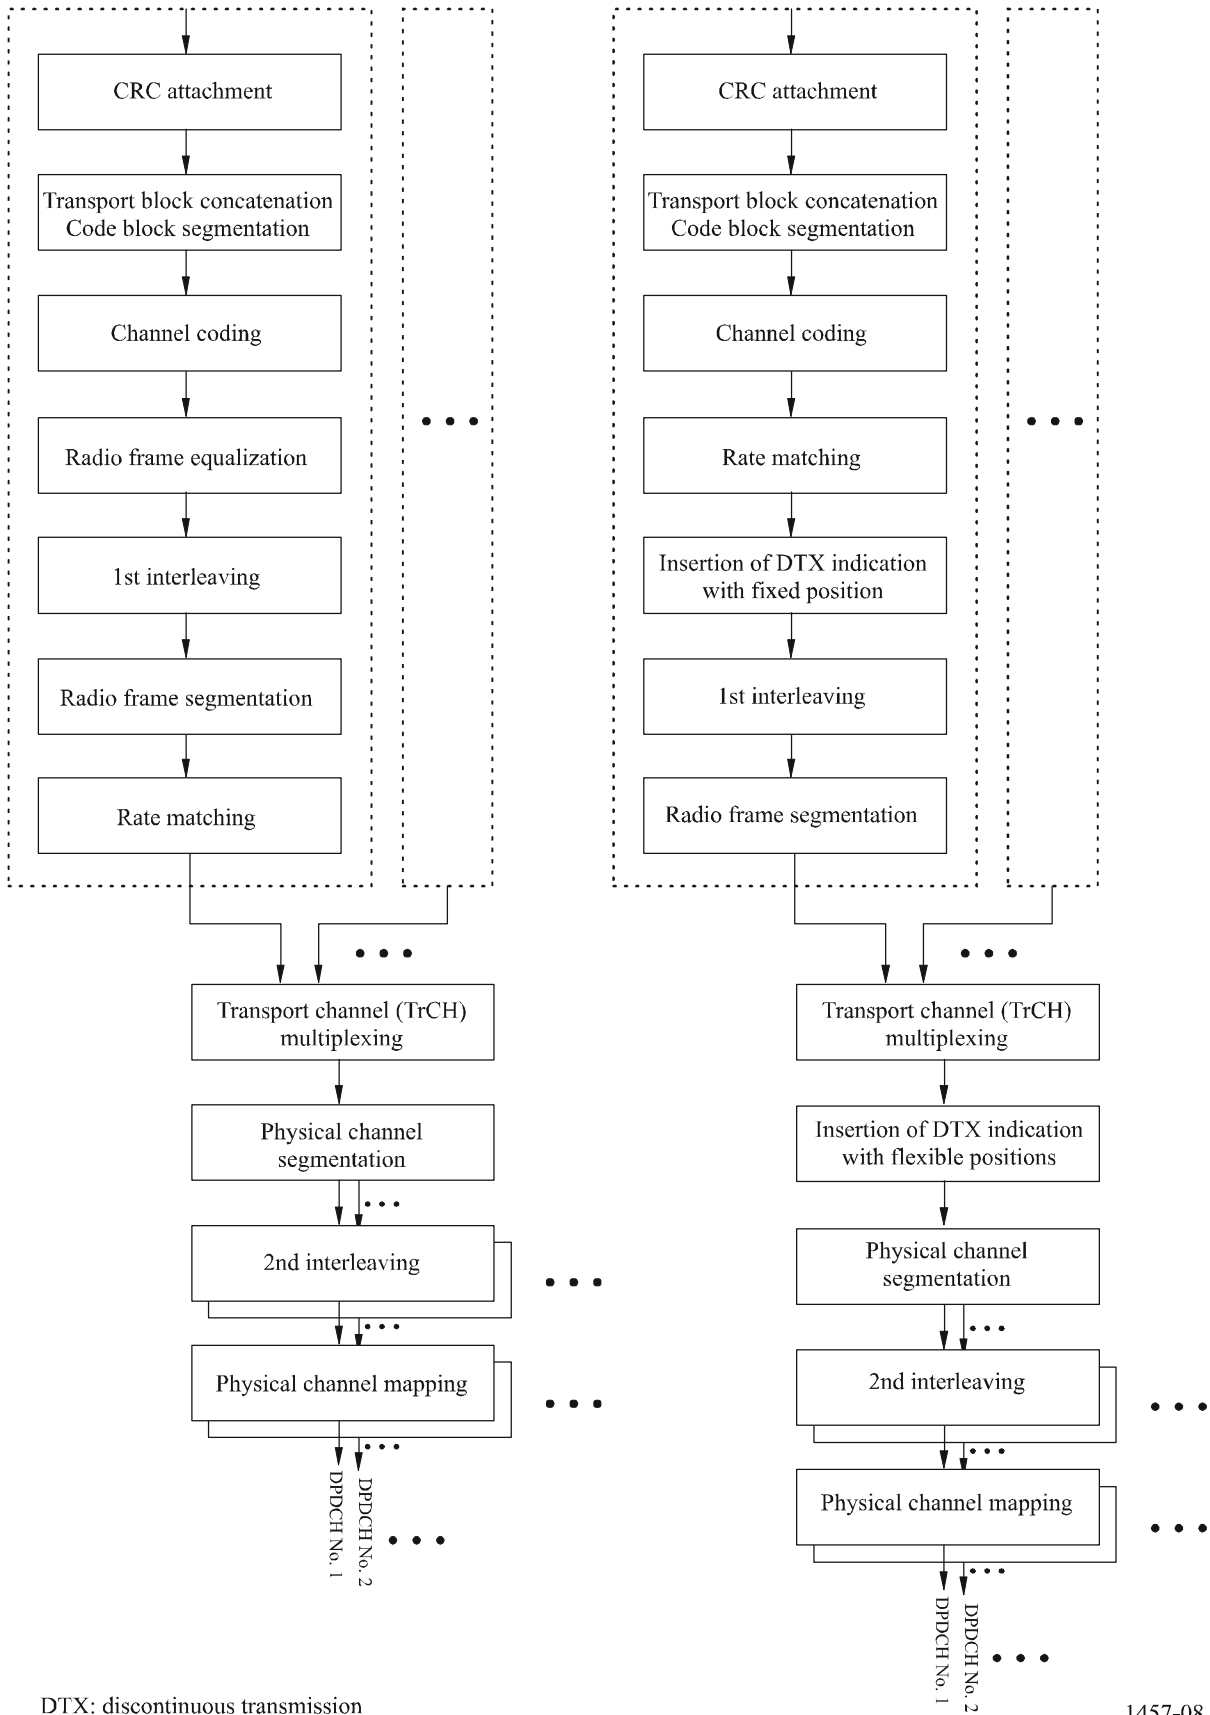 CRC attachment
Transport block concatenation
Code block segmentation
Channel coding
Radio frame equalization
1st interleaving
Radio frame segmentation
Rate matching
Transport channel (TrCH)
multiplexing
Physical channel
segmentation
2nd interleaving
Physical channel mapping
DPDCH No. 1
DPDCH No. 2
CRC attachment
Transport block concatenation
Code block segmentation
Channel coding
Rate matching
Insertion of DTX indication
with fixed position
1st interleaving
Radio frame segmentation
Transport channel (TrCH)
multiplexing
Insertion of DTX indication
with flexible positions
Physical channel
segmentation
2nd interleaving
Physical channel mapping
DPDCH No. 1
DPDCH No. 2
DTX: discontinuous transmission
1457-08